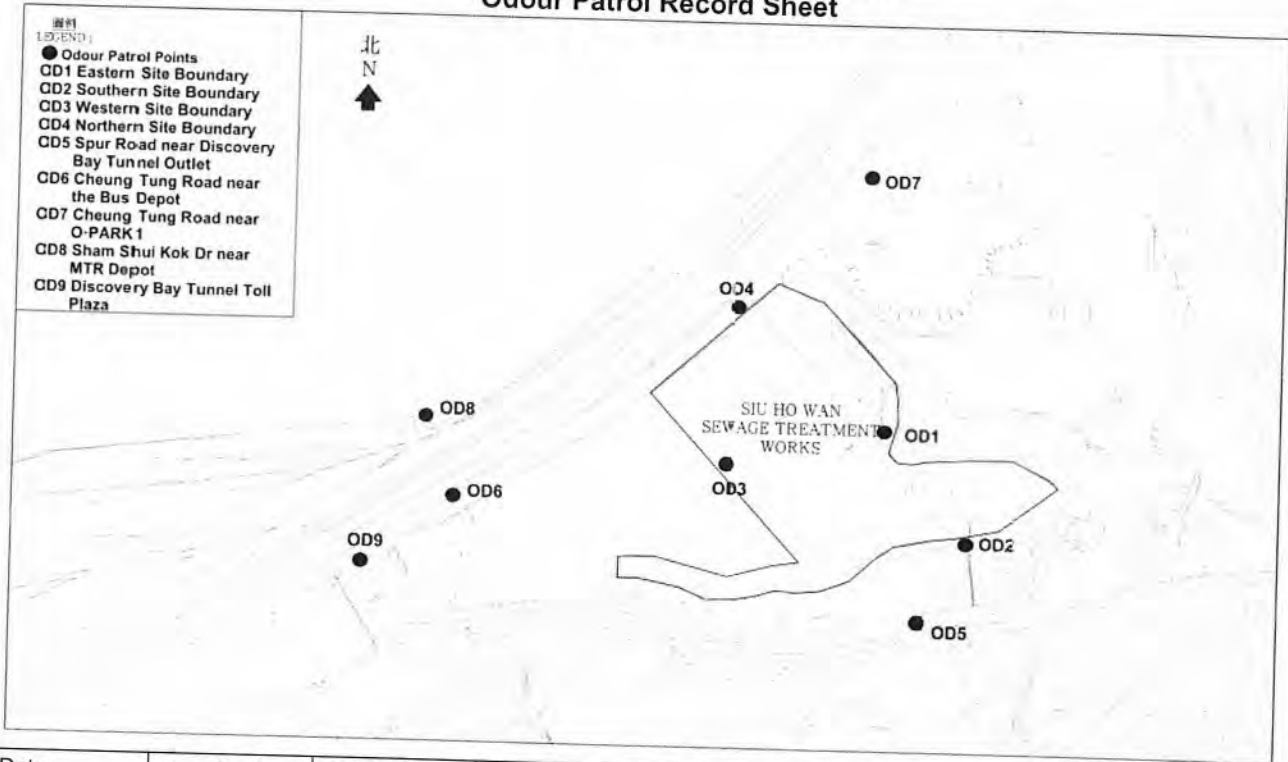 Odour Patrol Record Sheet
圖例
LEGEND:
Odour Patrol Points
OD1 Eastern Site Boundary
OD2 Southern Site Boundary
OD3 Western Site Boundary
OD4 Northern Site Boundary
OD5 Spur Road near Discovery
Bay Tunnel Outlet
OD6 Cheung Tung Road near
the Bus Depot
OD7 Cheung Tung Road near
O-PARK1
OD8 Sham Shui Kok Dr near
MTR Depot
OD9 Discovery Bay Tunnel Toll
Plaza
北
N
OD7
OD4
OD8
SIU HO WAN
SEWAGE TREATMENT
WORKS
OD1
OD3
OD6
OD9
OD2
OD5